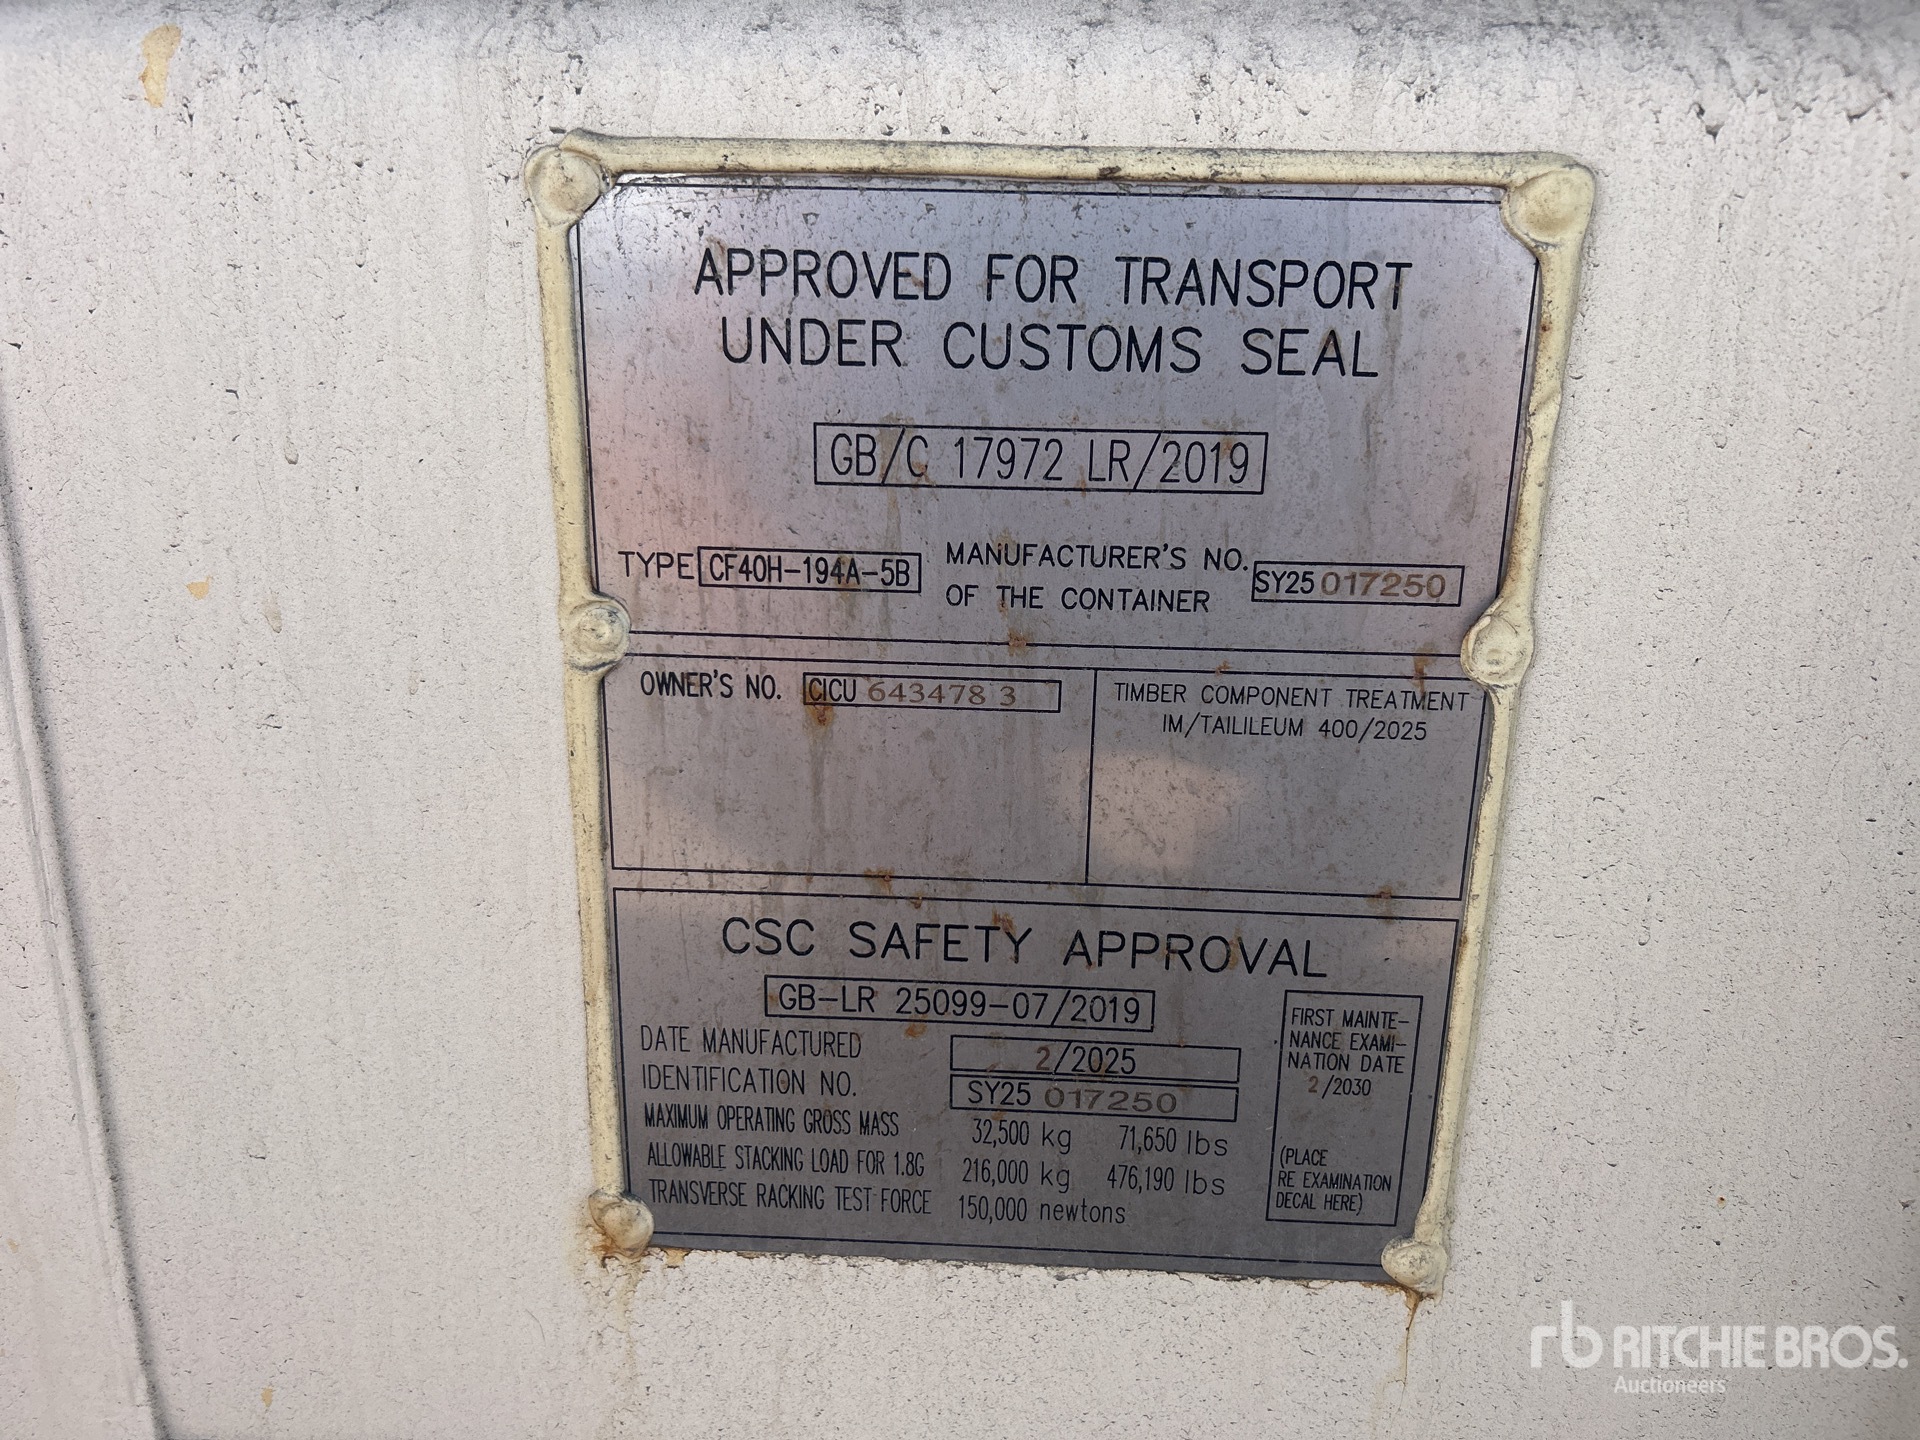 APPROVED FOR TRANSPORT
UNDER CUSTOMS SEAL
GB/C 17972 LR/2019
TYPE CF40H-194A-5B
MANUFACTURER'S NO.
OF THE CONTAINER
SY25 017250
OWNER'S NO. CICU 643478 3
TIMBER COMPONENT TREATMENT
IM/TAILILEUM 400/2025
CSC SAFETY APPROVAL
GB-LR 25099-07/2019
DATE MANUFACTURED 2/2025
IDENTIFICATION NO. SY25 017250
MAXIMUM OPERATING GROSS MASS 32,500 kg 71,650 lbs
ALLOWABLE STACKING LOAD FOR 1.8G 216,000 kg 476,190 lbs
TRANSVERSE RACKING TEST FORCE 150,000 newtons
FIRST MAINTE-
NANCE EXAMI-
NATION DATE
2/2030
(PLACE
RE EXAMINATION
DECAL HERE)
rb RITCHIE BROS.
Auctioneers